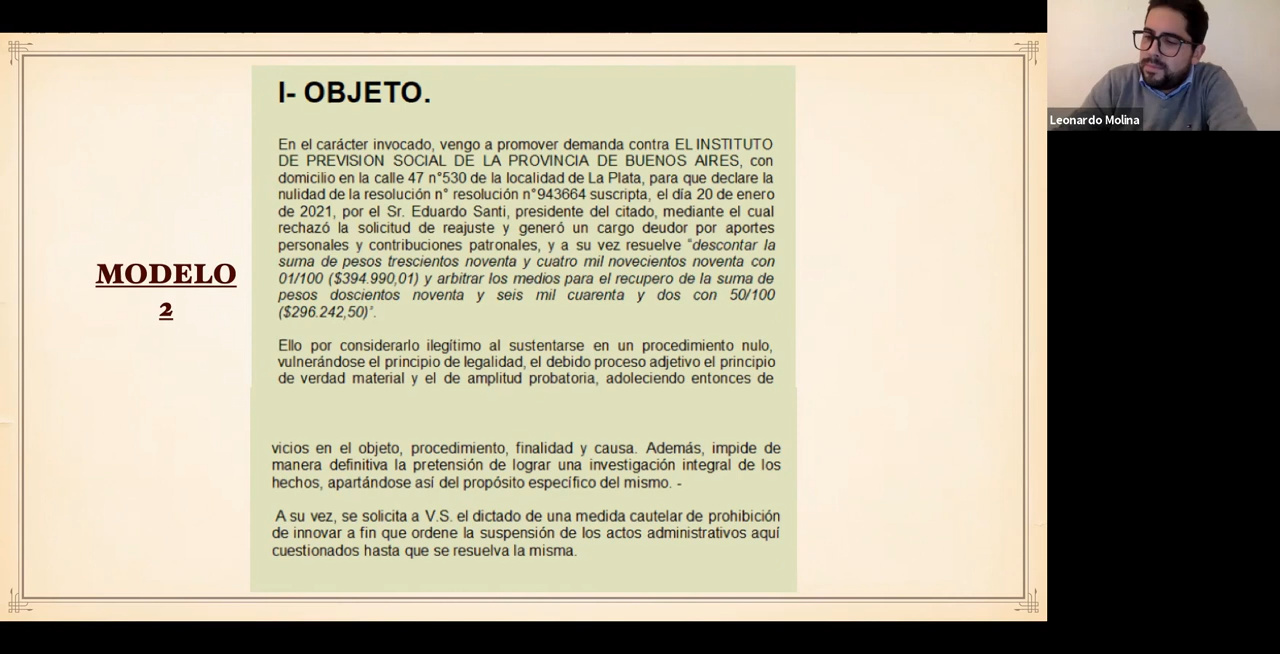 I- OBJETO.
En el carácter invocado, vengo a promover demanda contra EL INSTITUTO
DE PREVISION SOCIAL DE LA PROVINCIA DE BUENOS AIRES, con
domicilio en la calle 47 n°530 de la localidad de La Plata, para que declare la
nulidad de la resolución n° resolución n°943664 suscripta, el día 20 de enero
de 2021, por el Sr. Eduardo Santi, presidente del citado, mediante el cual
rechazó la solicitud de reajuste y generó un cargo deudor por aportes
personales y contribuciones patronales, y a su vez resuelve “descontar la
suma de pesos trescientos noventa y cuatro mil novecientos noventa con
01/100 ($394.990,01) y arbitrar los medios para el recupero de la suma de
pesos doscientos noventa y seis mil cuarenta y dos con 50/100
($296.242,50)”.
Ello por considerarlo ilegítimo al sustentarse en un procedimiento nulo,
vulnerándose el principio de legalidad, el debido proceso adjetivo el principio
de verdad material y el de amplitud probatoria, adoleciendo entonces de
vicios en el objeto, procedimiento, finalidad y causa. Además, impide de
manera definitiva la pretensión de lograr una investigación integral de los
hechos, apartándose así del propósito específico del mismo. -
A su vez, se solicita a V.S. el dictado de una medida cautelar de prohibición
de innovar a fin que ordene la suspensión de los actos administrativos aquí
cuestionados hasta que se resuelva la misma.
MODELO
2
Leonardo Molina